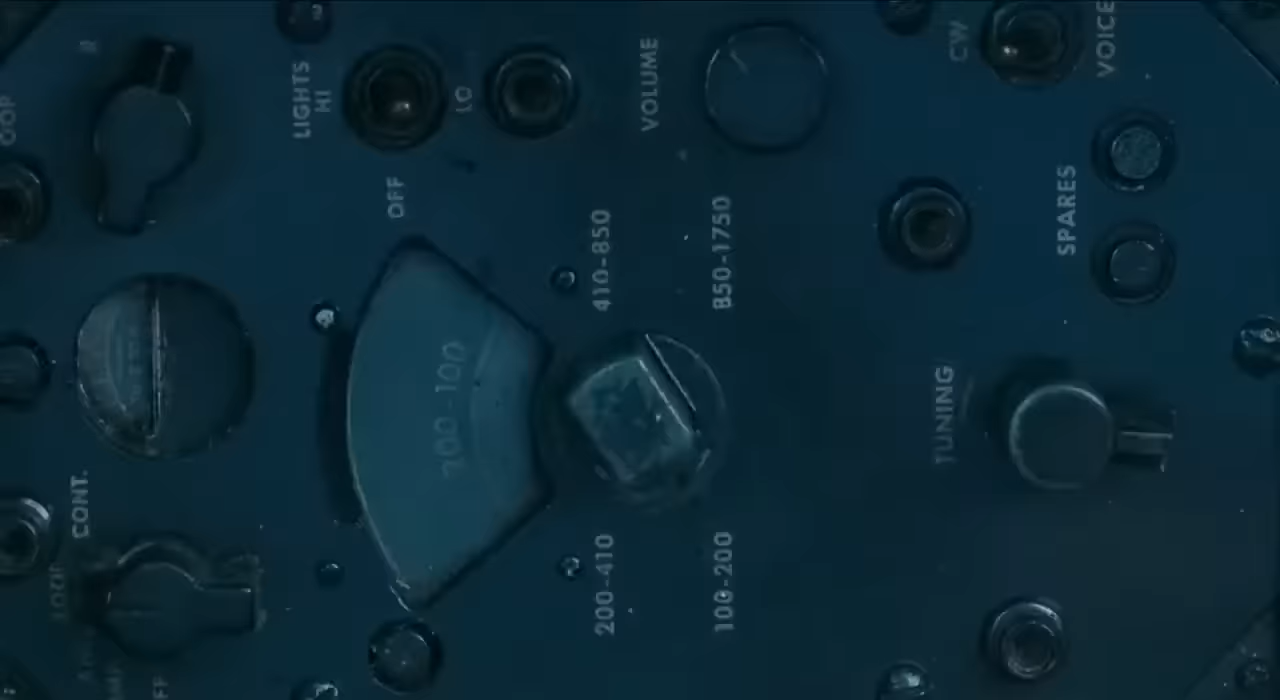 VOICE
CW
SPARES
TUNING
VOLUME
850-1750
100-200
410-850
200-410
LO
LIGHTS
HI
OFF
200-100
CONT.
LOOP